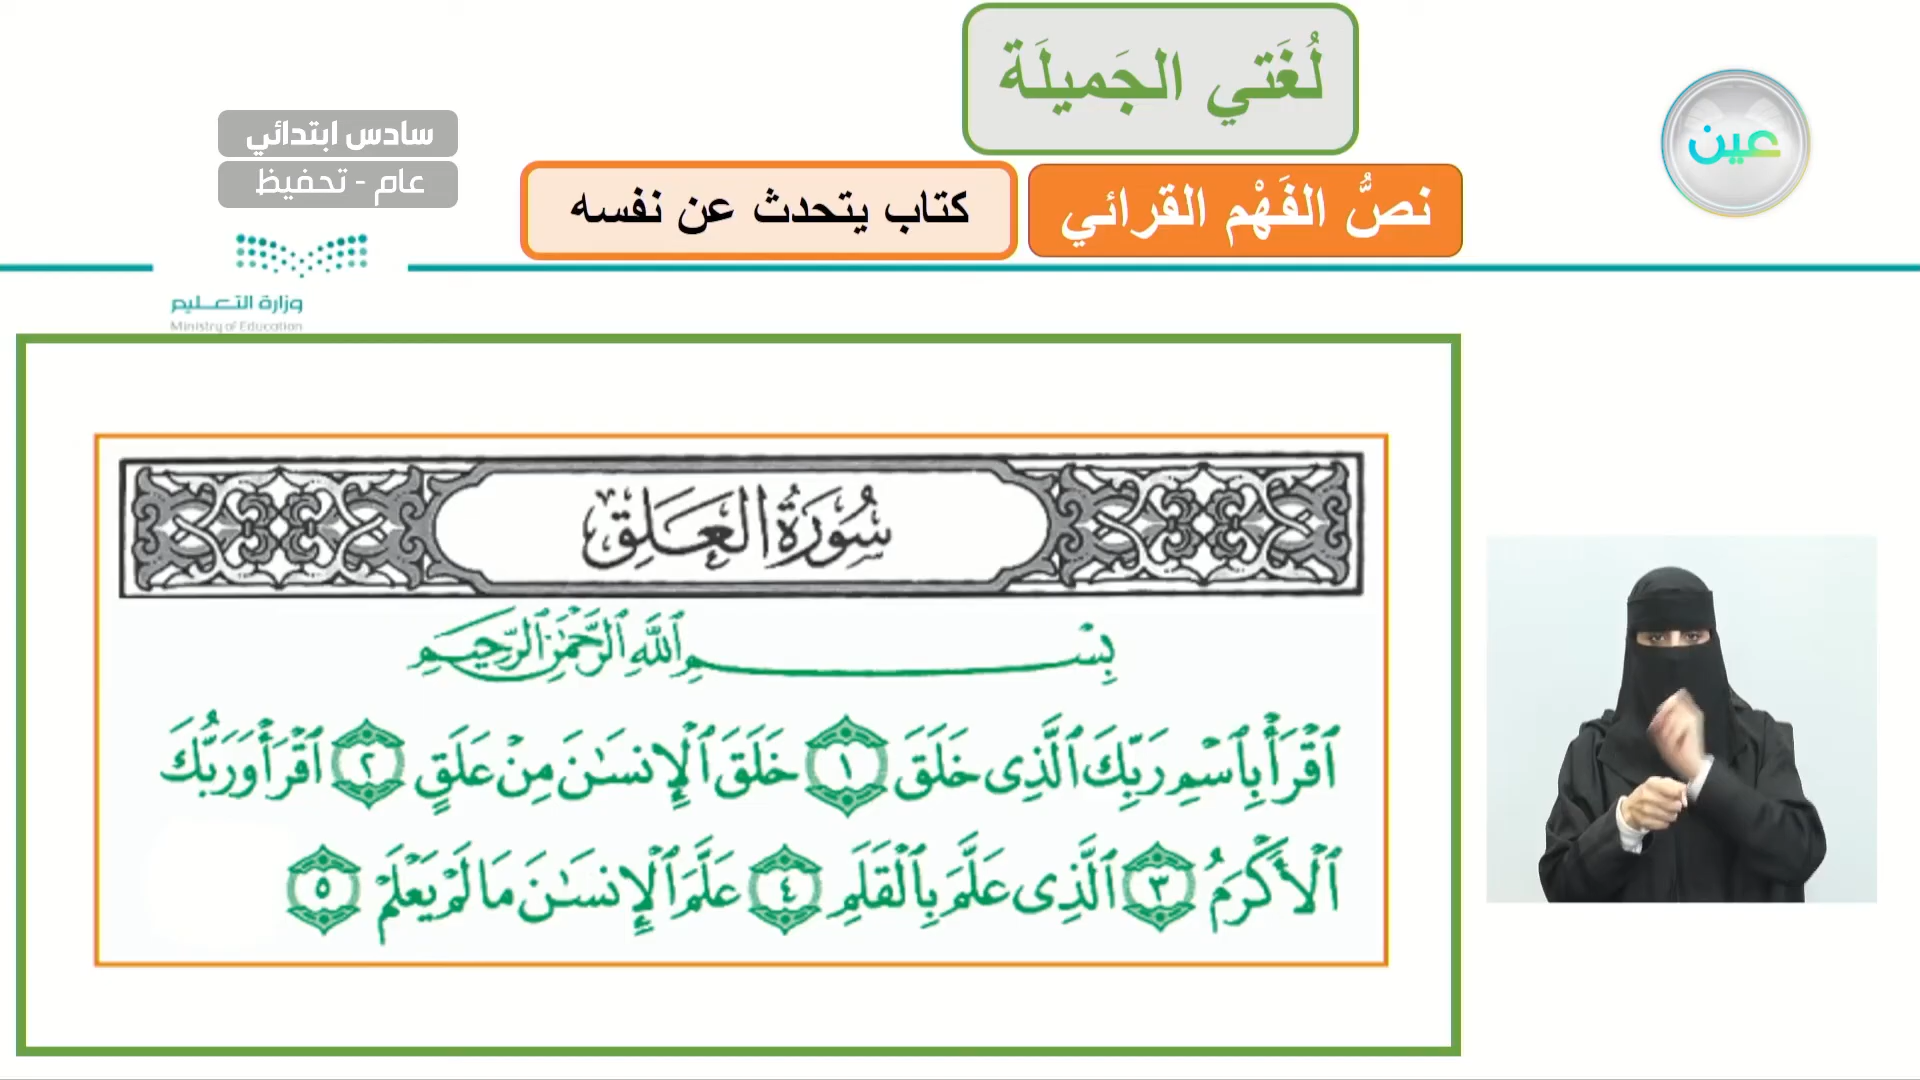 لُغَتي الجَميلَة
عين
سادس ابتدائي
عام - تحفيظ
نصُّ الفَهْم القرائي
كتاب يتحدث عن نفسه
وزارة التعليم
Ministry of Education
سُورَةُ العَلَقِ
بِسْمِ ٱللَّهِ ٱلرَّحْمَٰنِ ٱلرَّحِيمِ
ٱقْرَأْ بِٱسْمِ رَبِّكَ ٱلَّذِى خَلَقَ ١ خَلَقَ ٱلْإِنسَٰنَ مِنْ عَلَقٍ ٢ ٱقْرَأْ وَرَبُّكَ
ٱلْأَكْرَمُ ٣ ٱلَّذِى عَلَّمَ بِٱلْقَلَمِ ٤ عَلَّمَ ٱلْإِنسَٰنَ مَا لَمْ يَعْلَمْ ٥